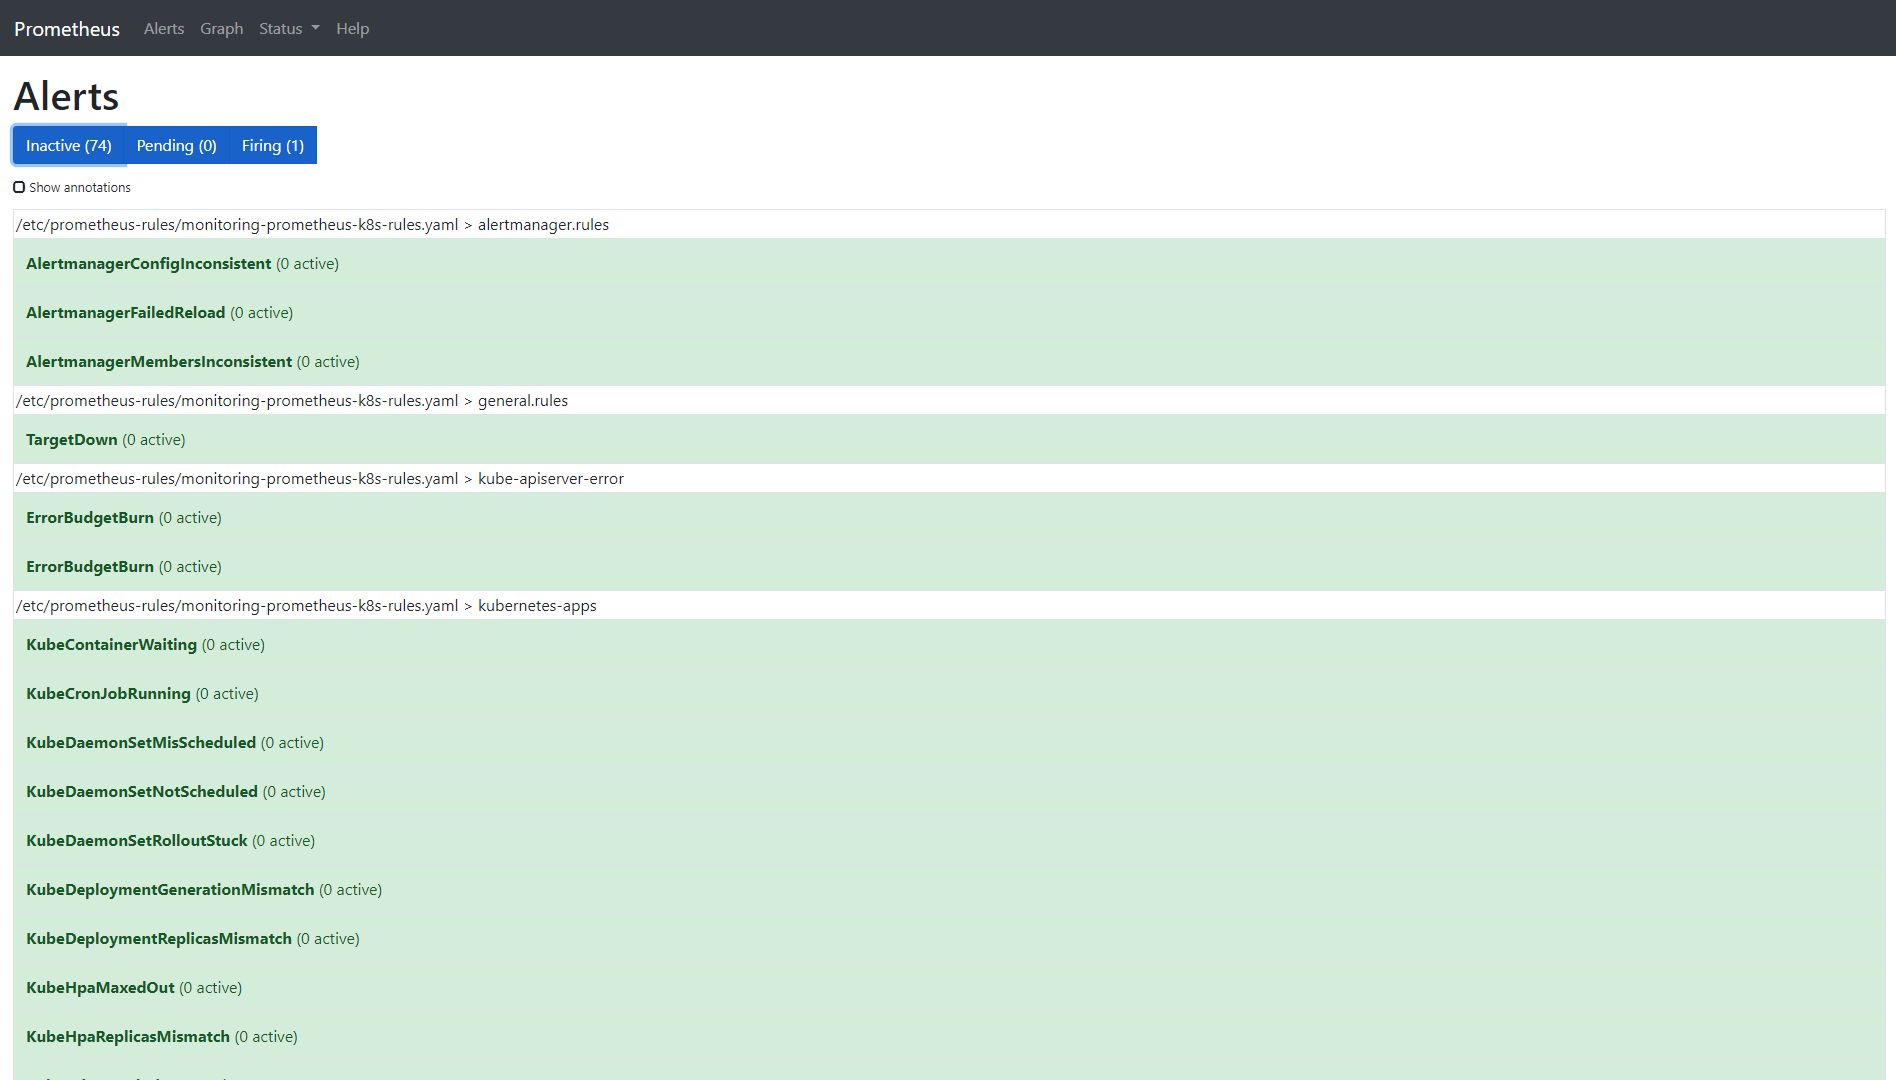 Prometheus Alerts Graph Status Help
Alerts
Inactive (74) Pending (0) Firing (1)
Show annotations
/etc/prometheus-rules/monitoring-prometheus-k8s-rules.yaml > alertmanager.rules
AlertmanagerConfigInconsistent (0 active)
AlertmanagerFailedReload (0 active)
AlertmanagerMembersInconsistent (0 active)
/etc/prometheus-rules/monitoring-prometheus-k8s-rules.yaml > general.rules
TargetDown (0 active)
/etc/prometheus-rules/monitoring-prometheus-k8s-rules.yaml > kube-apiserver-error
ErrorBudgetBurn (0 active)
ErrorBudgetBurn (0 active)
/etc/prometheus-rules/monitoring-prometheus-k8s-rules.yaml > kubernetes-apps
KubeContainerWaiting (0 active)
KubeCronJobRunning (0 active)
KubeDaemonSetMisScheduled (0 active)
KubeDaemonSetNotScheduled (0 active)
KubeDaemonSetRolloutStuck (0 active)
KubeDeploymentGenerationMismatch (0 active)
KubeDeploymentReplicasMismatch (0 active)
KubeHpaMaxedOut (0 active)
KubeHpaReplicasMismatch (0 active)